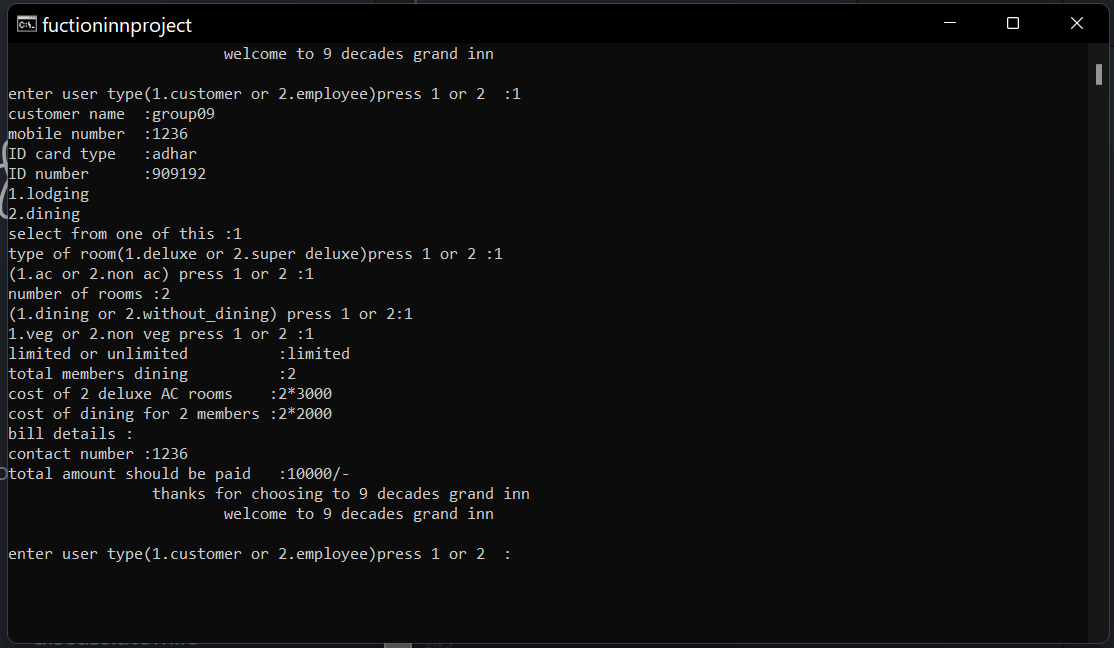 fuctioninnproject
welcome to 9 decades grand inn
enter user type(1.customer or 2.employee)press 1 or 2  :1
customer name  :group09
mobile number  :1236
ID card type   :adhar
ID number      :909192
1.lodging
2.dining
select from one of this :1
type of room(1.deluxe or 2.super deluxe)press 1 or 2 :1
(1.ac or 2.non ac) press 1 or 2 :1
number of rooms :2
(1.dining or 2.without_dining) press 1 or 2:1
1.veg or 2.non veg press 1 or 2 :1
limited or unlimited          :limited
total members dining          :2
cost of 2 deluxe AC rooms    :2*3000
cost of dining for 2 members :2*2000
bill details :
contact number :1236
total amount should be paid   :10000/-
thanks for choosing to 9 decades grand inn
welcome to 9 decades grand inn
enter user type(1.customer or 2.employee)press 1 or 2  :